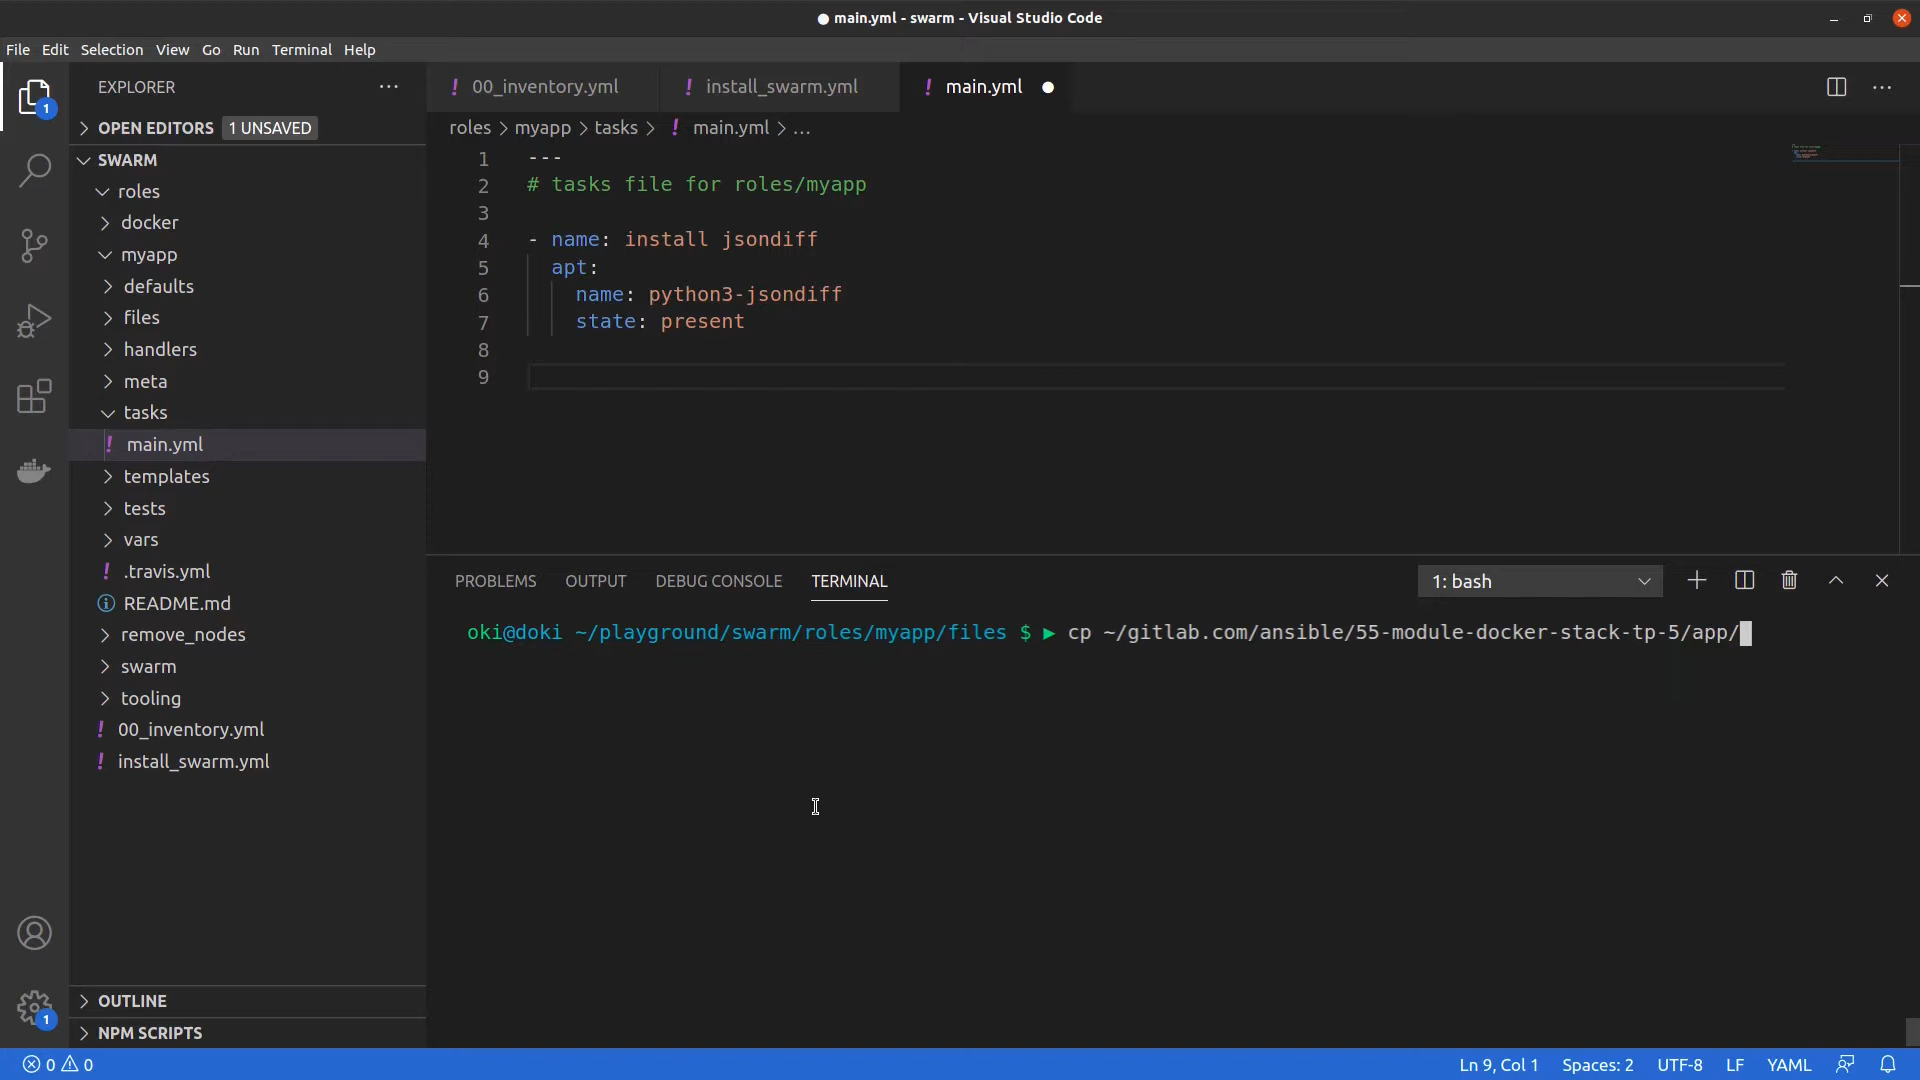 main.yml - swarm - Visual Studio Code
File Edit Selection View Go Run Terminal Help
EXPLORER
1
OPEN EDITORS 1 UNSAVED
SWARM
roles
docker
myapp
defaults
files
handlers
meta
tasks
! main.yml
templates
tests
vars
! .travis.yml
README.md
remove_nodes
swarm
tooling
! 00_inventory.yml
! install_swarm.yml
OUTLINE
1
NPM SCRIPTS
! 00_inventory.yml ! install_swarm.yml ! main.yml
roles > myapp > tasks > ! main.yml > ...
1 ---
2 # tasks file for roles/myapp
3
4 - name: install jsondiff
5 apt:
6 name: python3-jsondiff
7 state: present
8
9
PROBLEMS OUTPUT DEBUG CONSOLE TERMINAL 1: bash
oki@doki ~/playground/swarm/roles/myapp/files $ ▶ cp ~/gitlab.com/ansible/55-module-docker-stack-tp-5/app/
0 0 Ln 9, Col 1 Spaces: 2 UTF-8 LF YAML